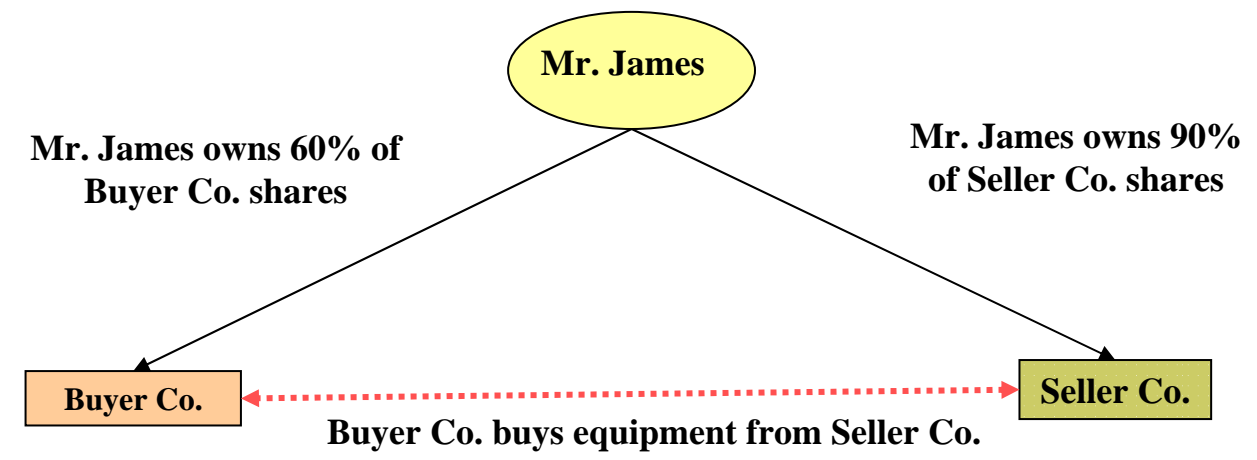 Mr. James
Mr. James owns 60% of
Buyer Co. shares
Mr. James owns 90%
of Seller Co. shares
Buyer Co.
Seller Co.
Buyer Co. buys equipment from Seller Co.